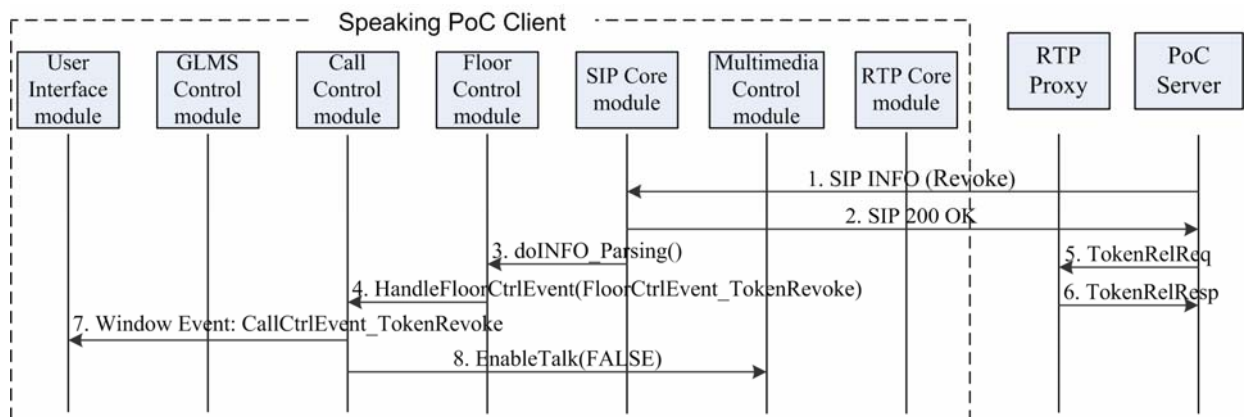 Speaking PoC Client
User
Interface
module
GLMS
Control
module
Call
Control
module
Floor
Control
module
SIP Core
module
Multimedia
Control
module
RTP Core
module
RTP
Proxy
PoC
Server
1. SIP INFO (Revoke)
2. SIP 200 OK
3. doINFO_Parsing()
5. TokenRelReq
4. HandleFloorCtrlEvent(FloorCtrlEvent_TokenRevoke)
6. TokenRelResp
7. Window Event: CallCtrlEvent_TokenRevoke
8. EnableTalk(FALSE)